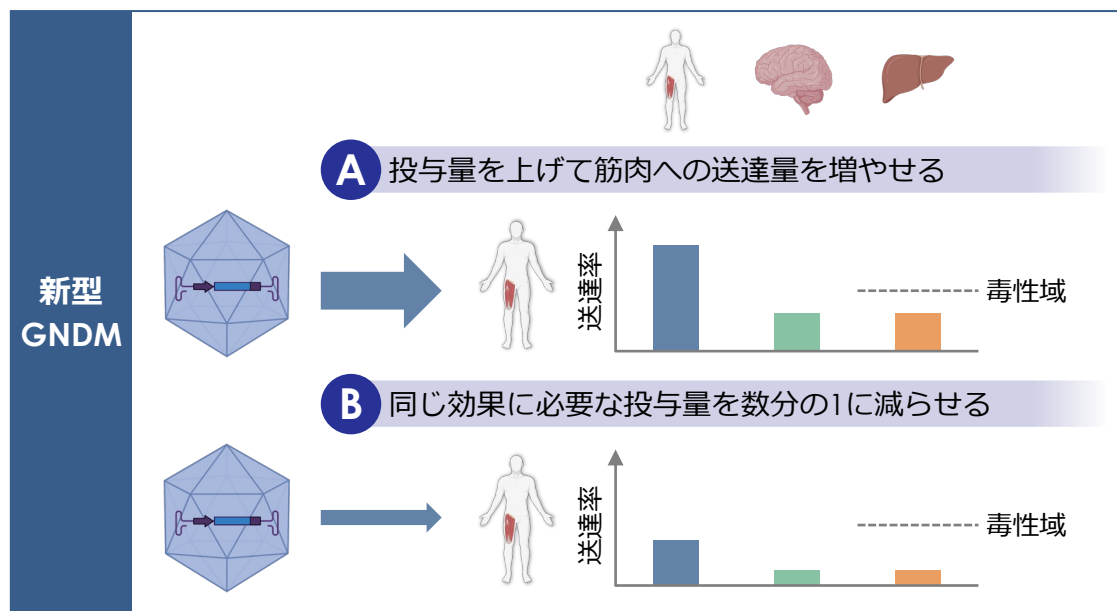 新型
GNDM
A 投与量を上げて筋肉への送達量を増やせる
送達率
毒性域
B 同じ効果に必要な投与量を数分の1に減らせる
送達率
毒性域